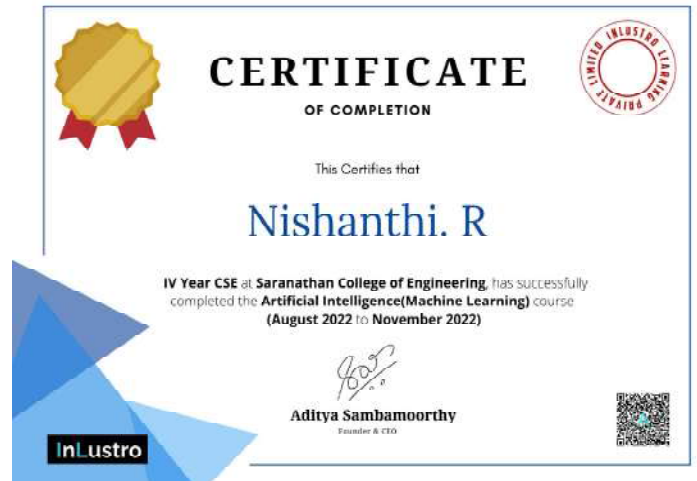 CERTIFICATE
OF COMPLETION
INLUSTRO LEARNING PRIVATE LIMITED
This Certifies that
Nishanthi. R
IV Year CSE at Saranathan College of Engineering, has successfully
completed the Artificial Intelligence(Machine Learning) course
(August 2022 to November 2022)
Aditya Sambamoorthy
Founder & CEO
InLustro